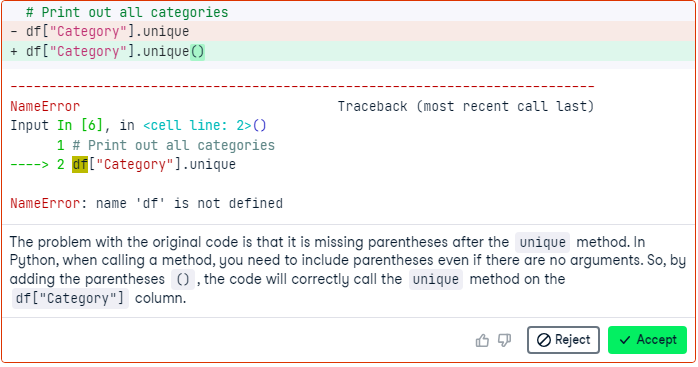 # Print out all categories
- df["Category"].unique
+ df["Category"].unique()
---------------------------------------------------------------------------
NameError Traceback (most recent call last)
Input In [6], in <cell line: 2>()
1 # Print out all categories
----> 2 df["Category"].unique
NameError: name 'df' is not defined
The problem with the original code is that it is missing parentheses after the unique method. In
Python, when calling a method, you need to include parentheses even if there are no arguments. So, by
adding the parentheses (), the code will correctly call the unique method on the
df["Category"] column.
Reject
Accept